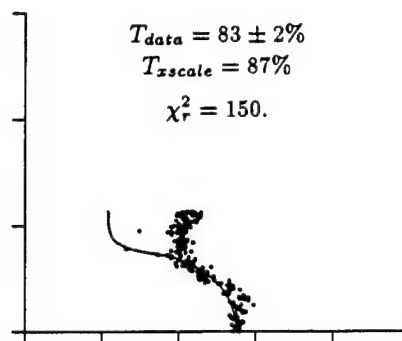 T_data = 83 ± 2%
T_xscale = 87%
χ_r^2 = 150.